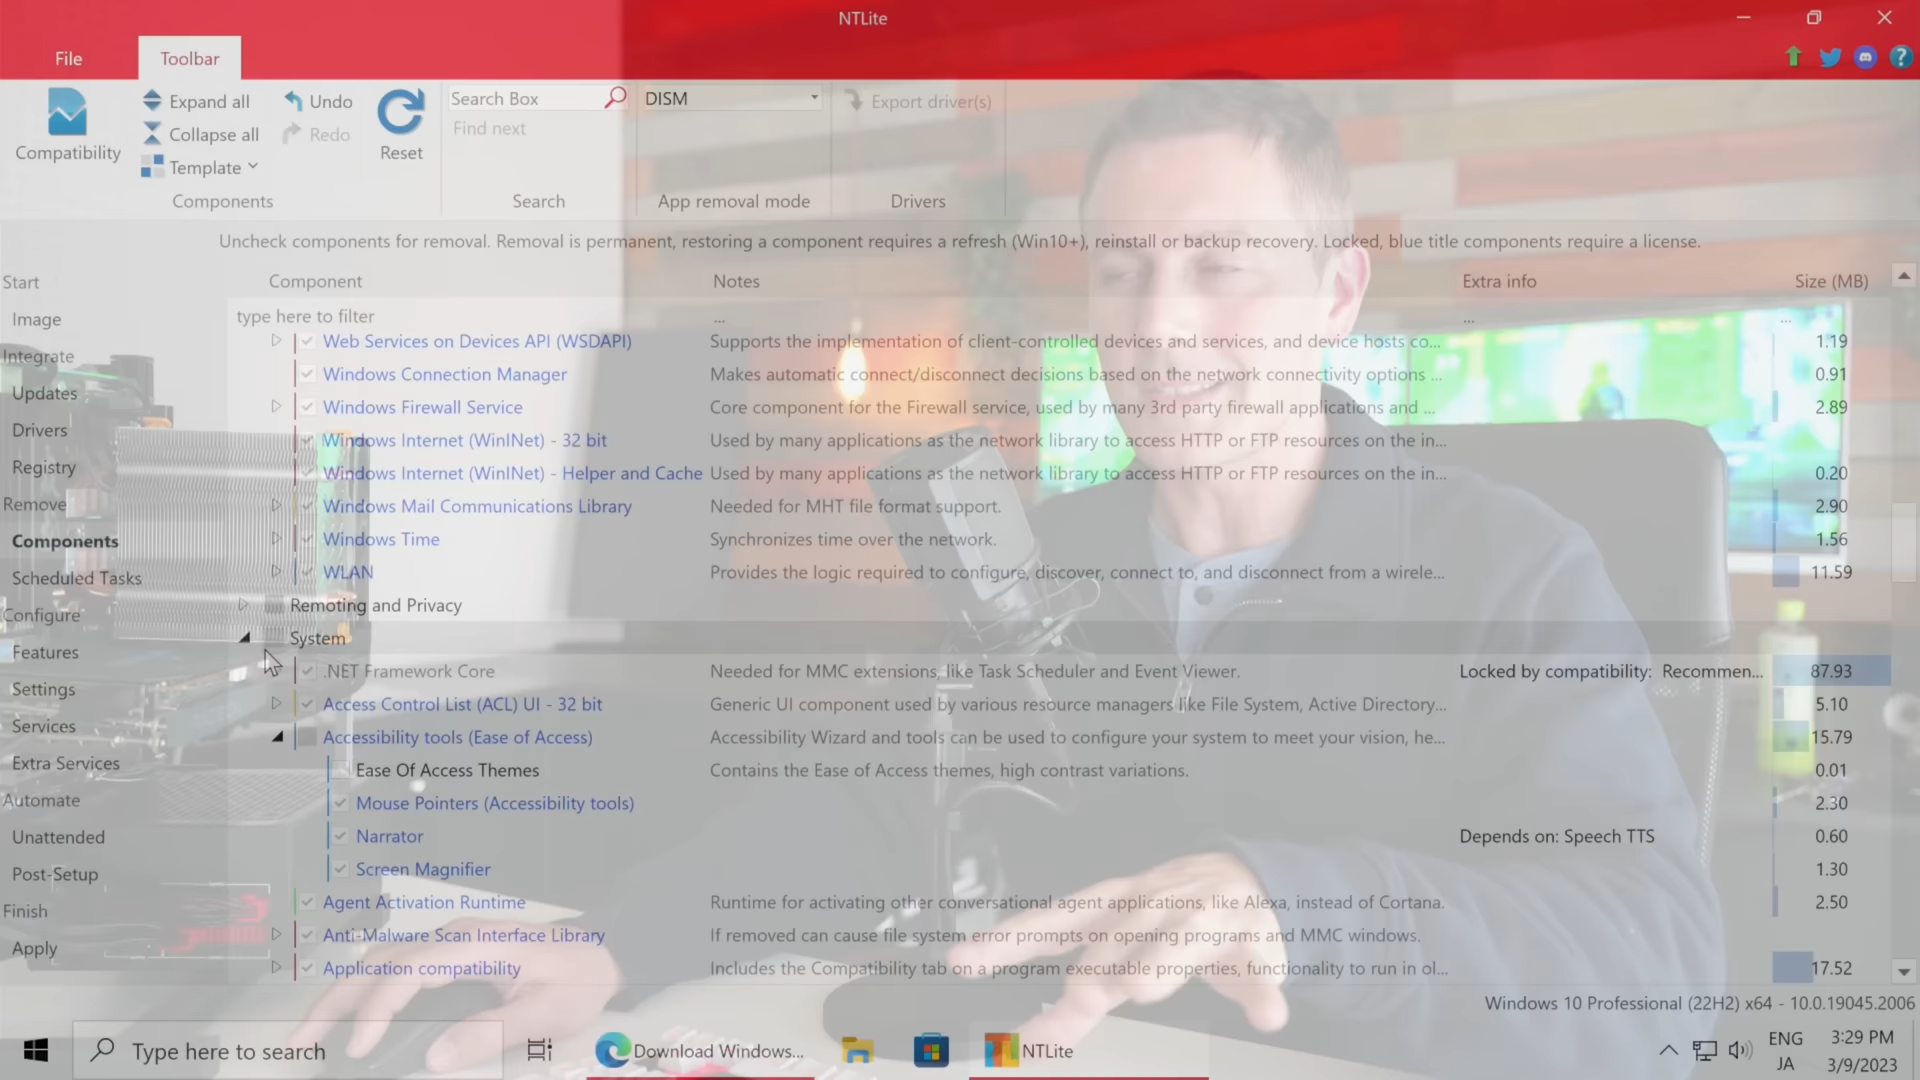 NTLite
File
Toolbar
Compatibility
Expand all
Collapse all
Template
Components
Undo
Redo
Reset
Search Box
Find next
Search
DISM
App removal mode
Export driver(s)
Drivers
Uncheck components for removal. Removal is permanent, restoring a component requires a refresh (Win10+), reinstall or backup recovery. Locked, blue title components require a license.
Start
Image
Integrate
Updates
Drivers
Registry
Remove
Components
Scheduled Tasks
Configure
Features
Settings
Services
Extra Services
Automate
Unattended
Post-Setup
Finish
Apply
Component Notes Extra info Size (MB)
type here to filter ... ... ...
Web Services on Devices API (WSDAPI) Supports the implementation of client-controlled devices and services, and device hosts co... 1.19
Windows Connection Manager Makes automatic connect/disconnect decisions based on the network connectivity options ... 0.91
Windows Firewall Service Core component for the Firewall service, used by many 3rd party firewall applications and ... 2.89
Windows Internet (WinINet) - 32 bit Used by many applications as the network library to access HTTP or FTP resources on the in...
Windows Internet (WinINet) - Helper and Cache Used by many applications as the network library to access HTTP or FTP resources on the in... 0.20
Windows Mail Communications Library Needed for MHT file format support. 2.90
Windows Time Synchronizes time over the network. 1.56
WLAN Provides the logic required to configure, discover, connect to, and disconnect from a wirele... 11.59
Remoting and Privacy
System
.NET Framework Core Needed for MMC extensions, like Task Scheduler and Event Viewer. Locked by compatibility: Recommen... 87.93
Access Control List (ACL) UI - 32 bit Generic UI component used by various resource managers like File System, Active Directory... 5.10
Accessibility tools (Ease of Access) Accessibility Wizard and tools can be used to configure your system to meet your vision, he... 15.79
Ease Of Access Themes Contains the Ease of Access themes, high contrast variations. 0.01
Mouse Pointers (Accessibility tools) 2.30
Narrator Depends on: Speech TTS 0.60
Screen Magnifier 1.30
Agent Activation Runtime Runtime for activating other conversational agent applications, like Alexa, instead of Cortana. 2.50
Anti-Malware Scan Interface Library If removed can cause file system error prompts on opening programs and MMC windows.
Application compatibility Includes the Compatibility tab on a program executable properties, functionality to run in ol... 17.52
Windows 10 Professional (22H2) x64 - 10.0.19045.2006
Type here to search
Download Windows...
NTLite
ENG
JA
3:29 PM
3/9/2023